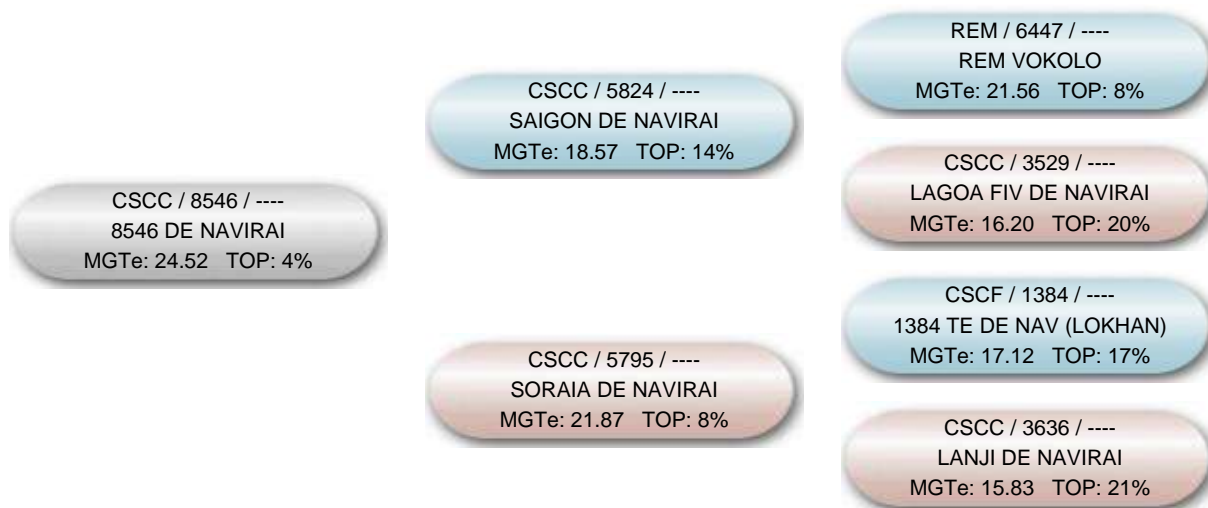 CSCC / 8546 / ----
8546 DE NAVIRAI
MGTe: 24.52 TOP: 4%
CSCC / 5824 / ----
SAIGON DE NAVIRAI
MGTe: 18.57 TOP: 14%
CSCC / 5795 / ----
SORAIA DE NAVIRAI
MGTe: 21.87 TOP: 8%
REM / 6447 / ----
REM VOKOLO
MGTe: 21.56 TOP: 8%
CSCC / 3529 / ----
LAGOA FIV DE NAVIRAI
MGTe: 16.20 TOP: 20%
CSCF / 1384 / ----
1384 TE DE NAV (LOKHAN)
MGTe: 17.12 TOP: 17%
CSCC / 3636 / ----
LANJI DE NAVIRAI
MGTe: 15.83 TOP: 21%